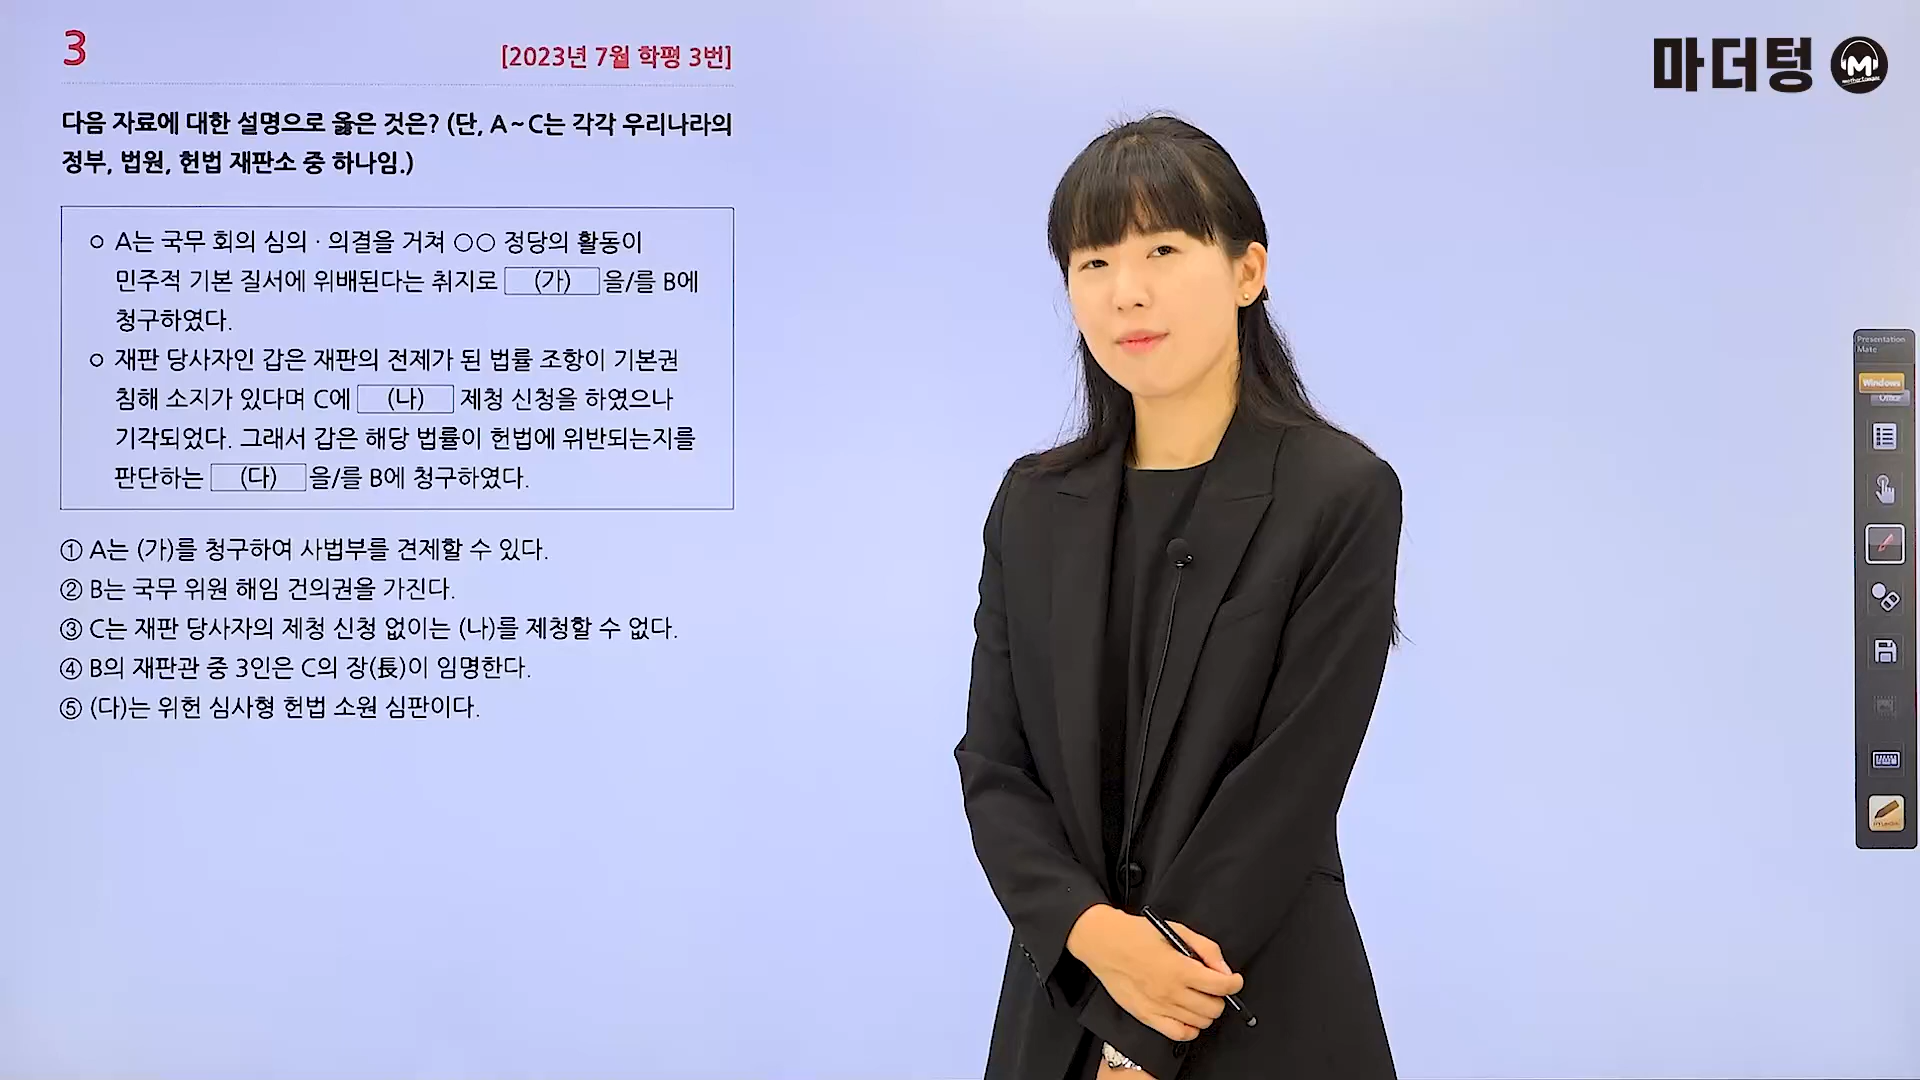 3
[2023년 7월 학평 3번]
마더텅
M
다음 자료에 대한 설명으로 옳은 것은? (단, A~C는 각각 우리나라의
정부, 법원, 헌법 재판소 중 하나임.)
○ A는 국무 회의 심의·의결을 거쳐 ○○ 정당의 활동이
민주적 기본 질서에 위배된다는 취지로 (가) 을/를 B에
청구하였다.
○ 재판 당사자인 갑은 재판의 전제가 된 법률 조항이 기본권
침해 소지가 있다며 C에 (나) 제청 신청을 하였으나
기각되었다. 그래서 갑은 해당 법률이 헌법에 위반되는지를
판단하는 (다) 을/를 B에 청구하였다.
① A는 (가)를 청구하여 사법부를 견제할 수 있다.
② B는 국무 위원 해임 건의권을 가진다.
③ C는 재판 당사자의 제청 신청 없이는 (나)를 제청할 수 없다.
④ B의 재판관 중 3인은 C의 장(長)이 임명한다.
⑤ (다)는 위헌 심사형 헌법 소원 심판이다.
Presentation
Mate
Windows
Office